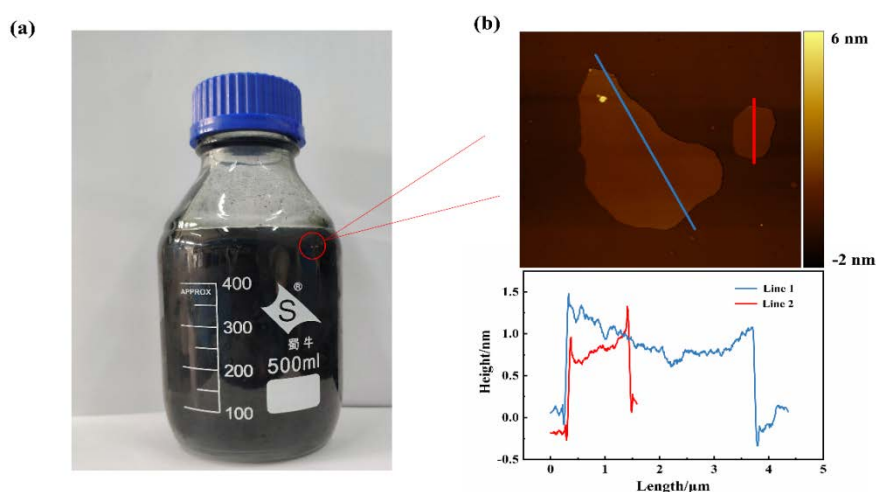 (a)
APPROX
400
300
200
100
S
®
蜀牛
500ml
(b)
6 nm
-2 nm
Line 1
Line 2
Height/nm
1.5
1.0
0.5
0.0
-0.5
0
1
2
3
4
5
Length/μm